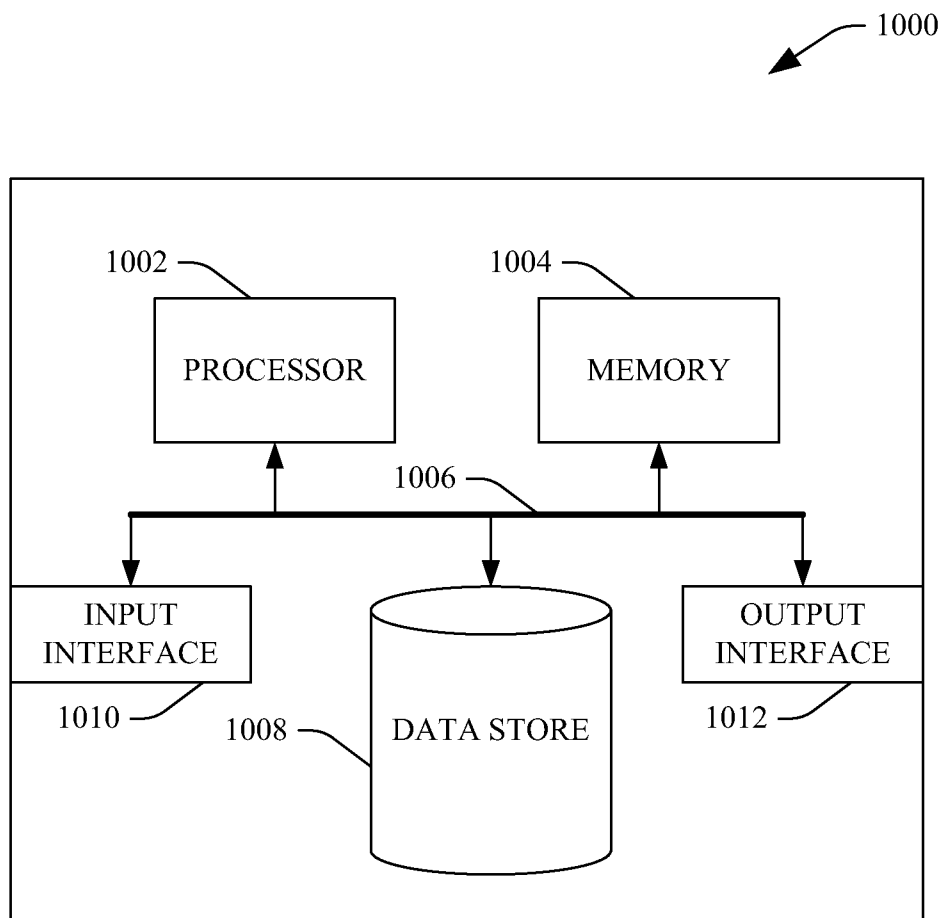 1000
1002
1004
PROCESSOR
MEMORY
1006
INPUT
INTERFACE
OUTPUT
INTERFACE
1010
1008
DATA STORE
1012